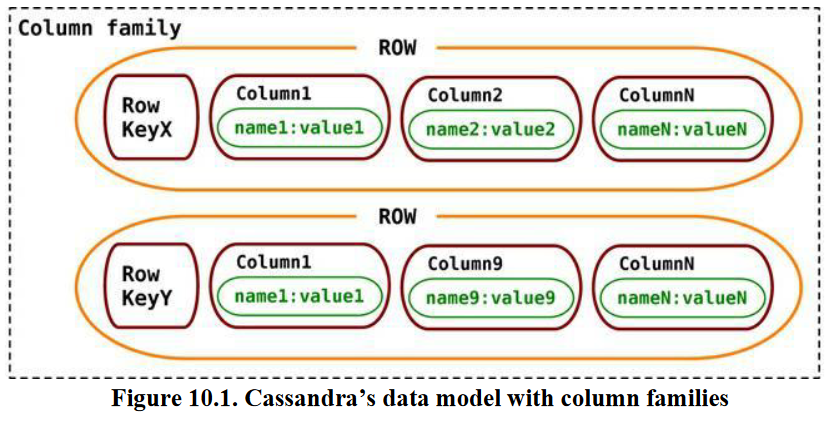 Column family
ROW
Row
KeyX
Column1
name1:value1
Column2
name2:value2
ColumnN
nameN:valueN
ROW
Row
KeyY
Column1
name1:value1
Column9
name9:value9
ColumnN
nameN:valueN
Figure 10.1. Cassandra’s data model with column families